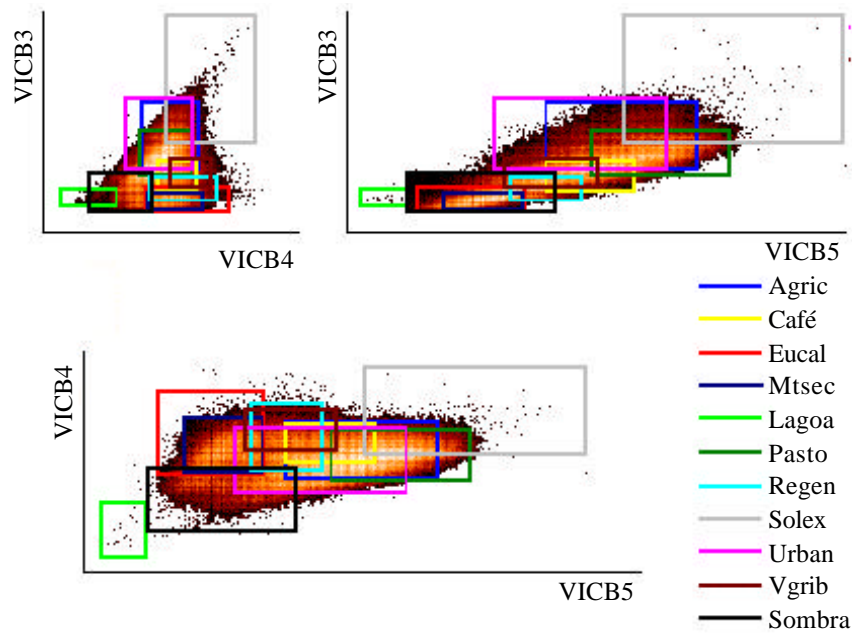 VICB3
VICB4
VICB3
VICB5
VICB4
VICB5
Agric
Café
Eucal
Mtsec
Lagoa
Pasto
Regen
Solex
Urban
Vgrib
Sombra